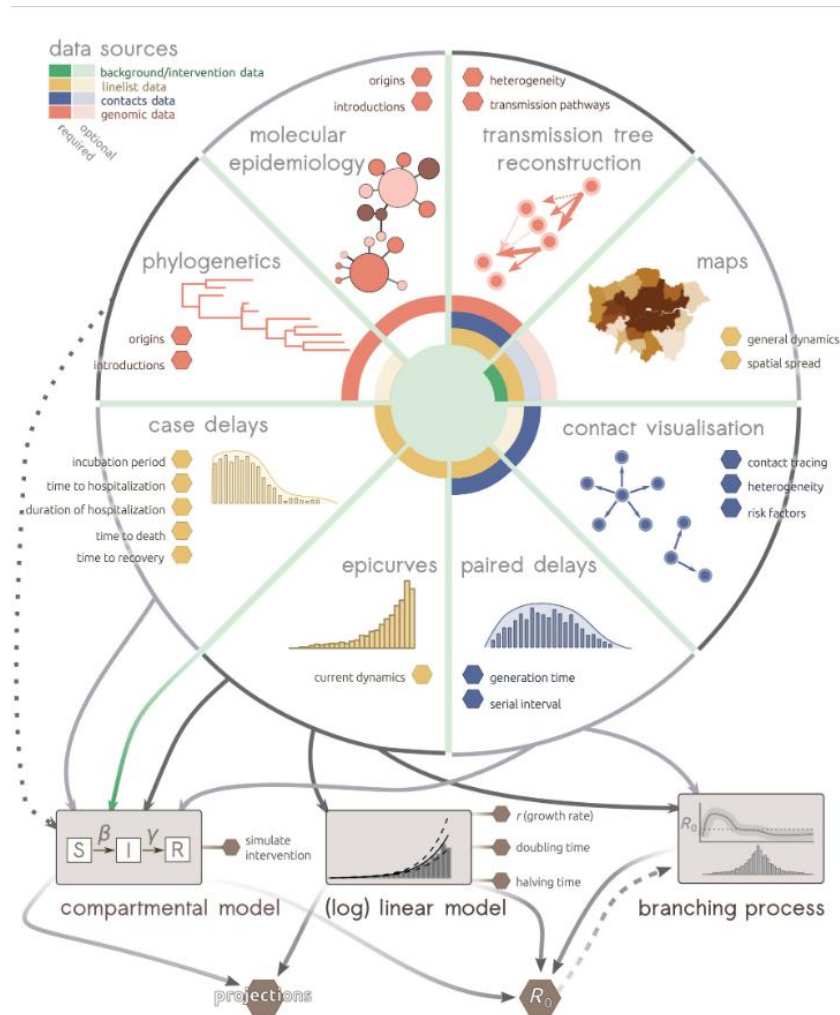 data sources
background/intervention data
linelist data
contacts data
genomic data
required
optional
origins
introductions
molecular
epidemiology
heterogeneity
transmission pathways
transmission tree
reconstruction
phylogenetics
origins
introductions
maps
general dynamics
spatial spread
case delays
incubation period
time to hospitalization
duration of hospitalization
time to death
time to recovery
contact visualisation
contact tracing
heterogeneity
risk factors
epicurves
current dynamics
paired delays
generation time
serial interval
S β I γ R
simulate
intervention
compartmental model
r (growth rate)
doubling time
halving time
(log) linear model
R₀
branching process
projections
R₀